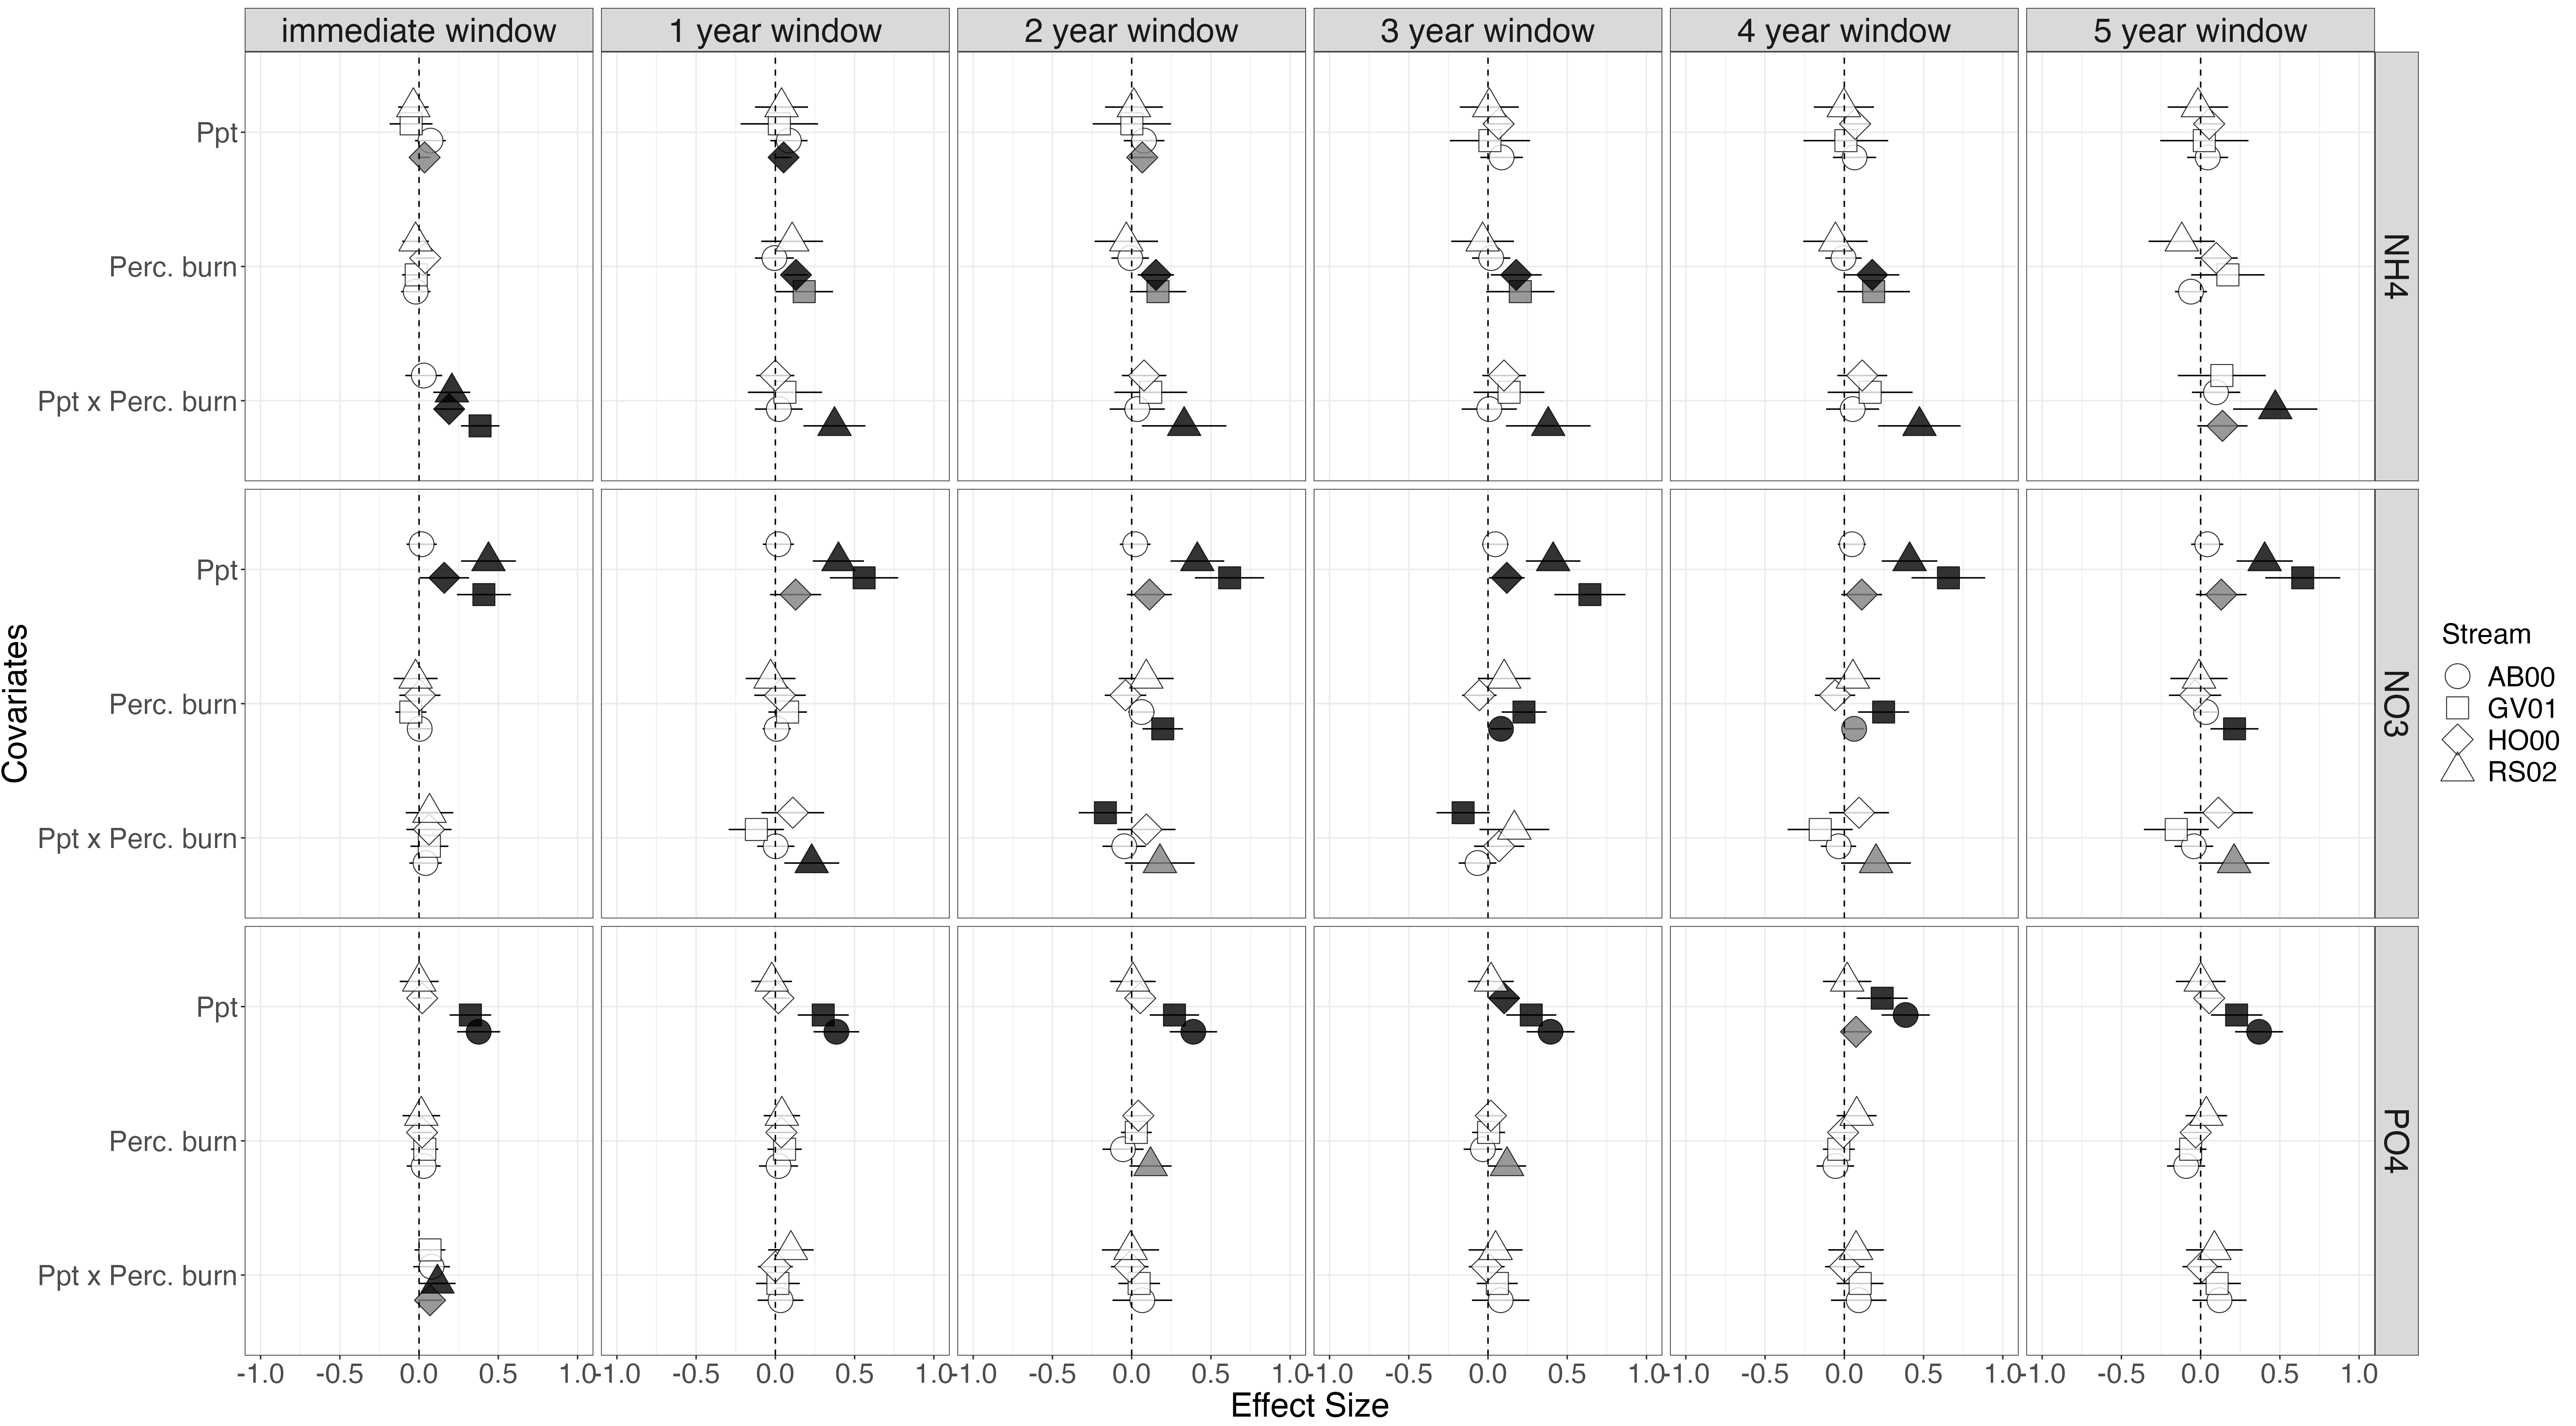 immediate window
1 year window
2 year window
3 year window
4 year window
5 year window
Ppt
Perc. burn
Ppt x Perc. burn
NH4
Ppt
Perc. burn
Ppt x Perc. burn
NO3
Ppt
Perc. burn
Ppt x Perc. burn
PO4
Covariates
-1.0 -0.5 0.0 0.5 1.0
-1.0 -0.5 0.0 0.5 1.0
-1.0 -0.5 0.0 0.5 1.0
-1.0 -0.5 0.0 0.5 1.0
-1.0 -0.5 0.0 0.5 1.0
-1.0 -0.5 0.0 0.5 1.0
Effect Size
Stream
AB00
GV01
HO00
RS02